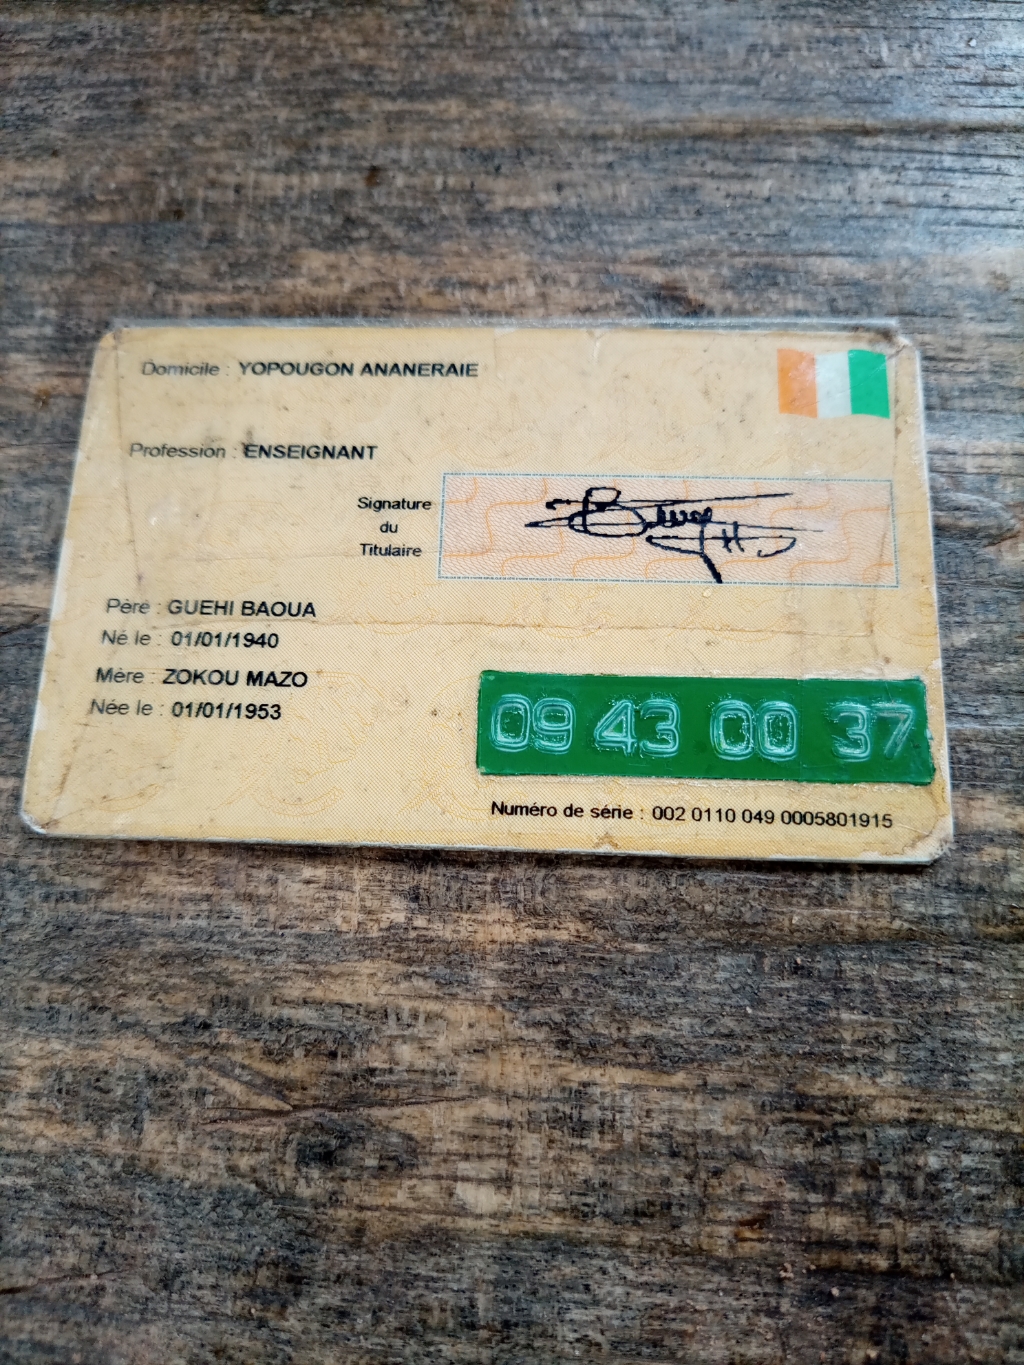 Domicile : YOPOUGON ANANERAIE
Profession : ENSEIGNANT
Signature
du
Titulaire
Père : GUEHI BAOUA
Né le : 01/01/1940
Mère : ZOKOU MAZO
Née le : 01/01/1953
09 43 00 37
Numéro de série : 002 0110 049 0005801915